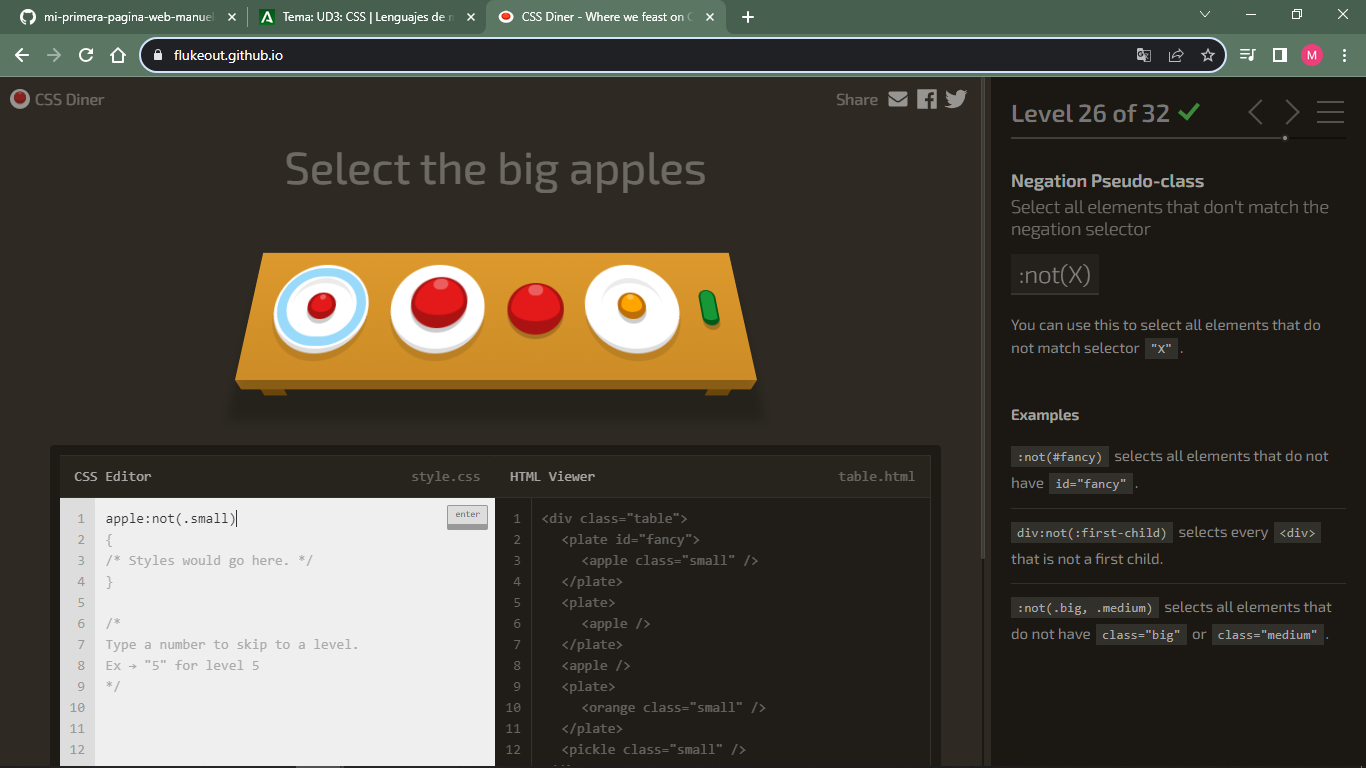 mi-primera-pagina-web-manuel
Tema: UD3: CSS | Lenguajes de m
CSS Diner - Where we feast on C
flukeout.github.io
M
CSS Diner
Share
Select the big apples
CSS Editor
style.css
HTML Viewer
table.html
1 apple:not(.small)
enter
2 {
3 /* Styles would go here. */
4 }
5
6 /*
7 Type a number to skip to a level.
8 Ex → "5" for level 5
9 */
10
11
12
1 <div class="table">
2 <plate id="fancy">
3 <apple class="small" />
4 </plate>
5 <plate>
6 <apple />
7 </plate>
8 <apple />
9 <plate>
10 <orange class="small" />
11 </plate>
12 <pickle class="small" />
Level 26 of 32
Negation Pseudo-class
Select all elements that don't match the
negation selector
:not(X)
You can use this to select all elements that do
not match selector "X" .
Examples
:not(#fancy) selects all elements that do not
have id="fancy" .
div:not(:first-child) selects every <div>
that is not a first child.
:not(.big, .medium) selects all elements that
do not have class="big" or class="medium" .